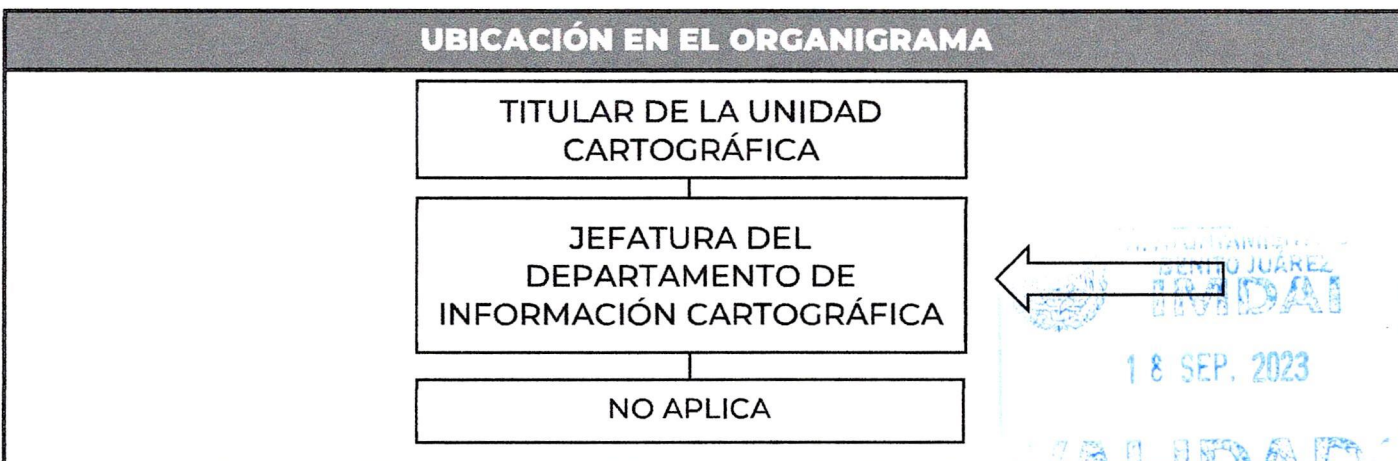 UBICACIÓN EN EL ORGANIGRAMA
TITULAR DE LA UNIDAD
CARTOGRÁFICA
JEFATURA DEL
DEPARTAMENTO DE
INFORMACIÓN CARTOGRÁFICA
NO APLICA
BENITO JUÁREZ
IMDAI
18 SEP. 2023